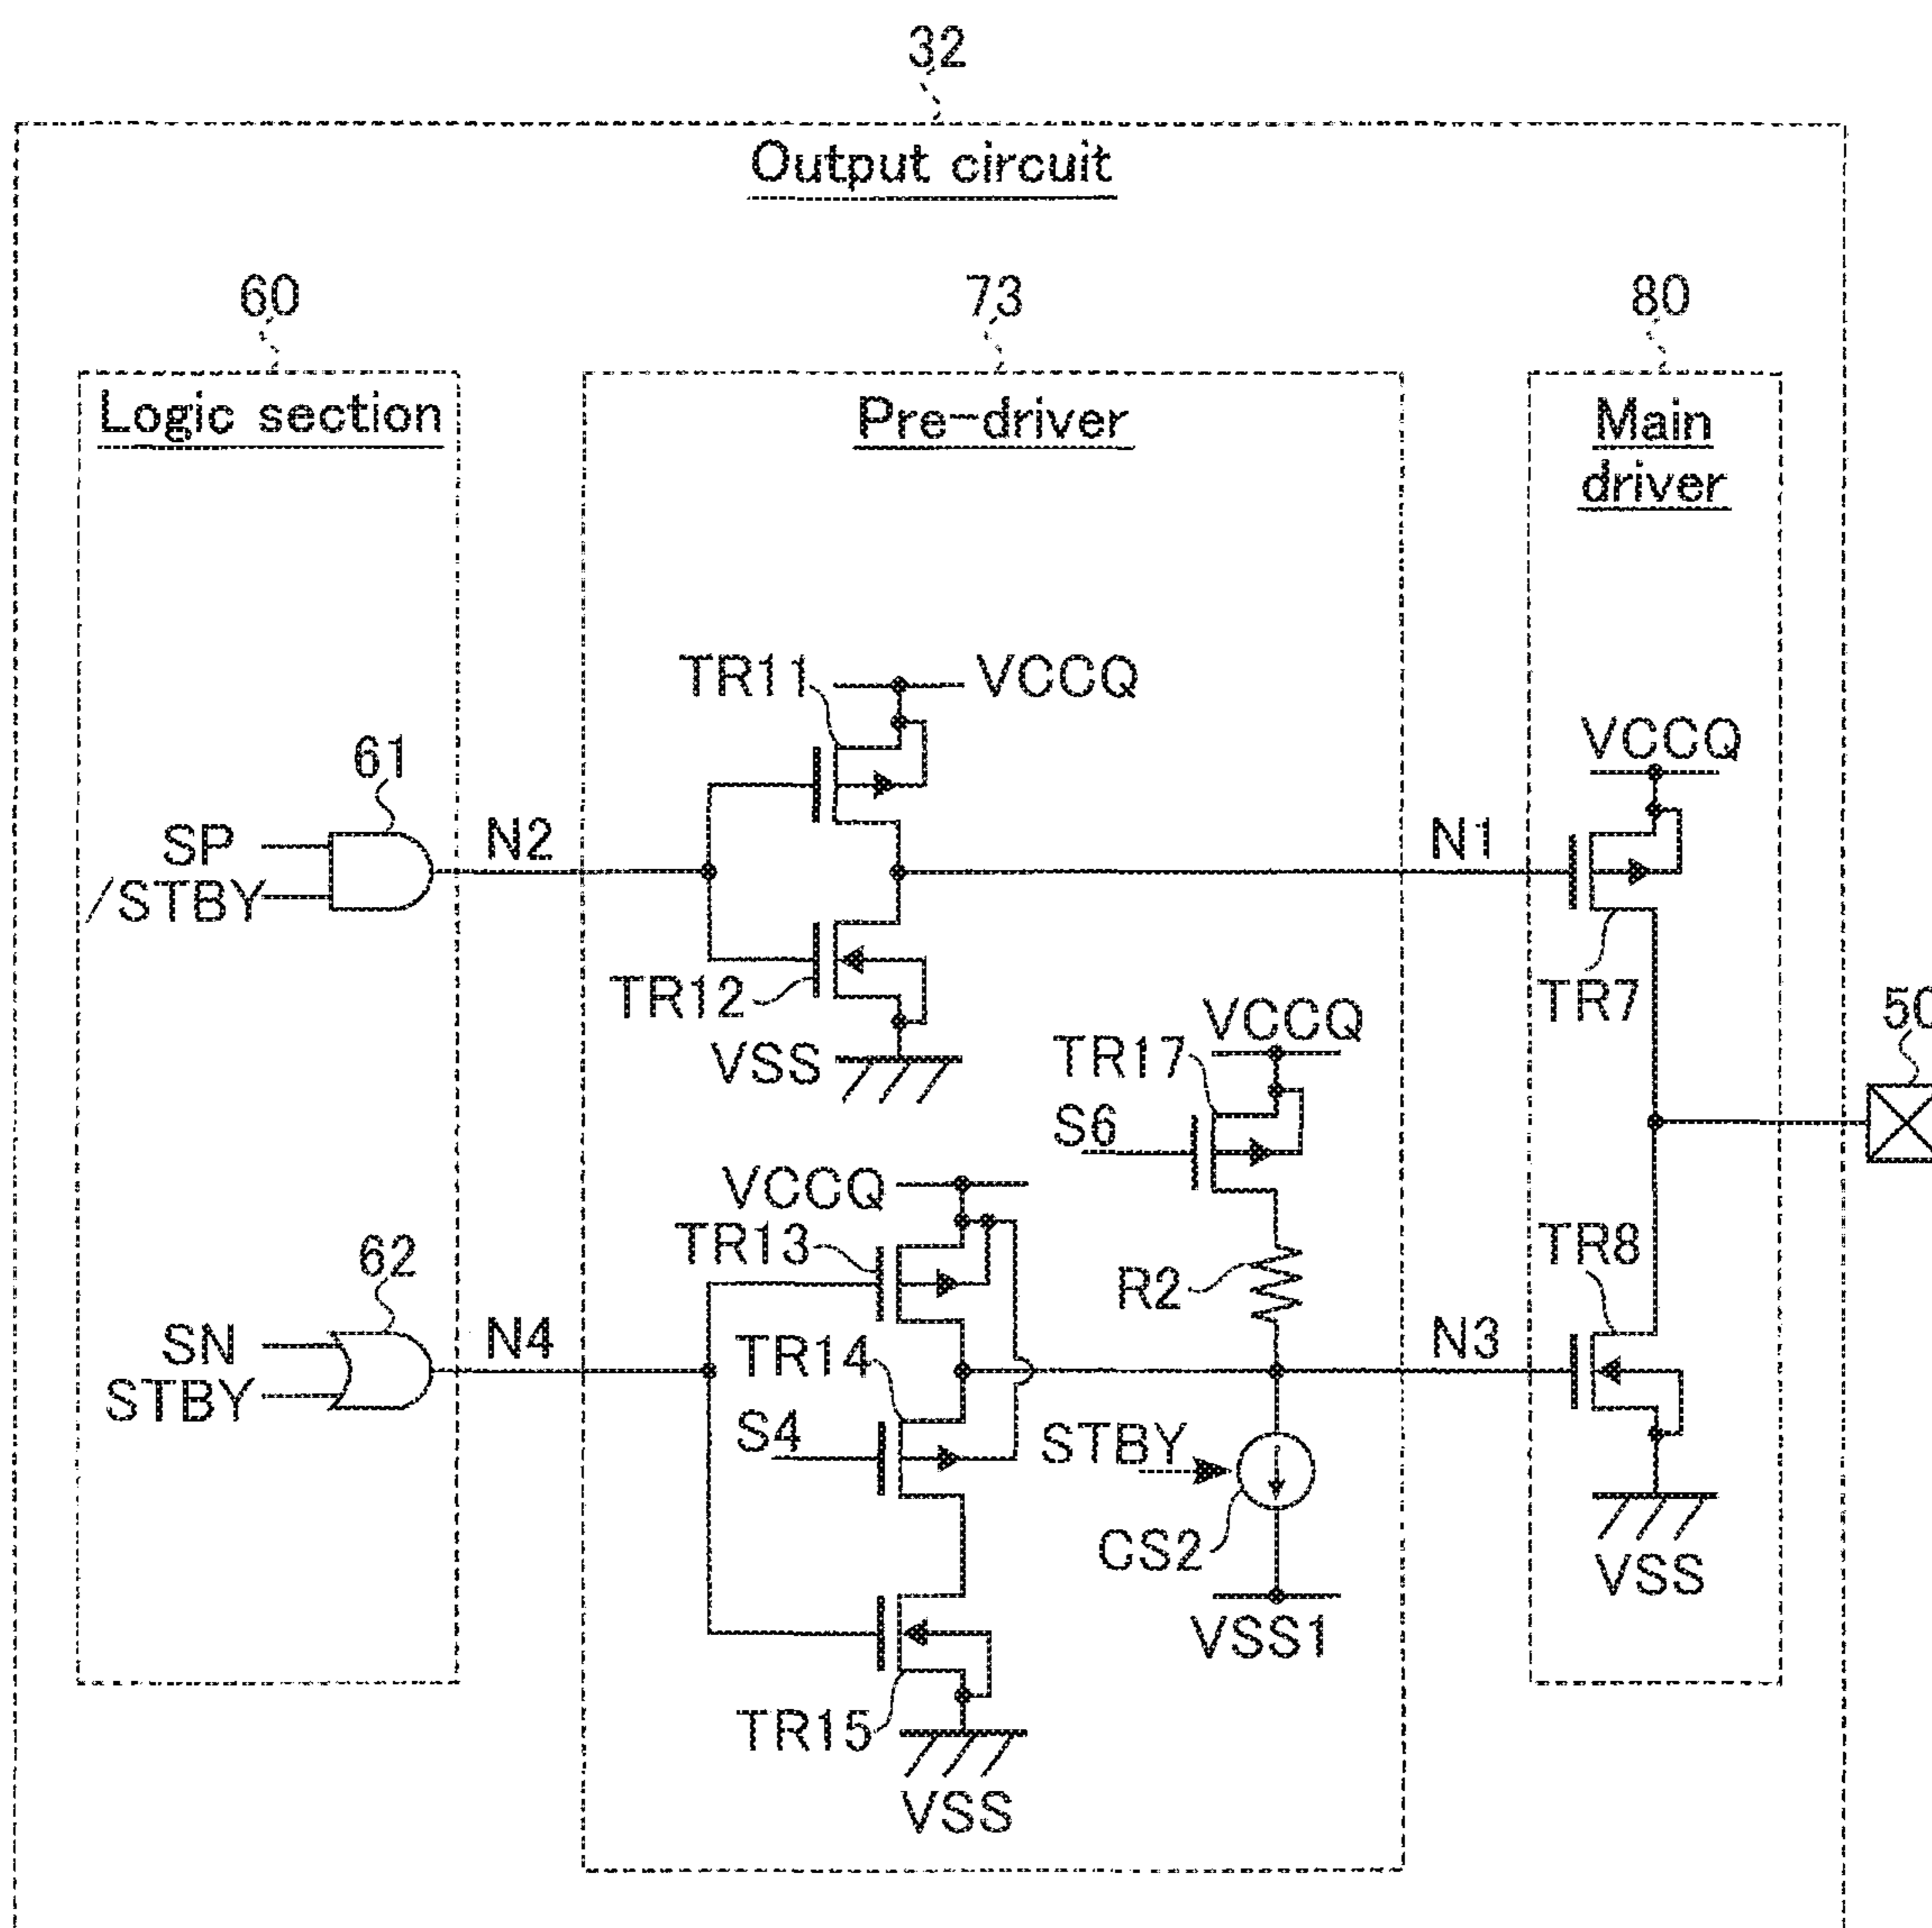 32
Output circuit
60
73
80
Logic section
Pre-driver
Main
driver
TR11
VCCQ
VCCQ
61
SP
/STBY
N2
N1
TR12
VSS
TR7
VCCQ
TR17
S6
50
VCCQ
TR13
62
SN
STBY
N4
R2
TR8
N3
TR14
S4
STBY
CS2
VSS1
VSS
TR15
VSS